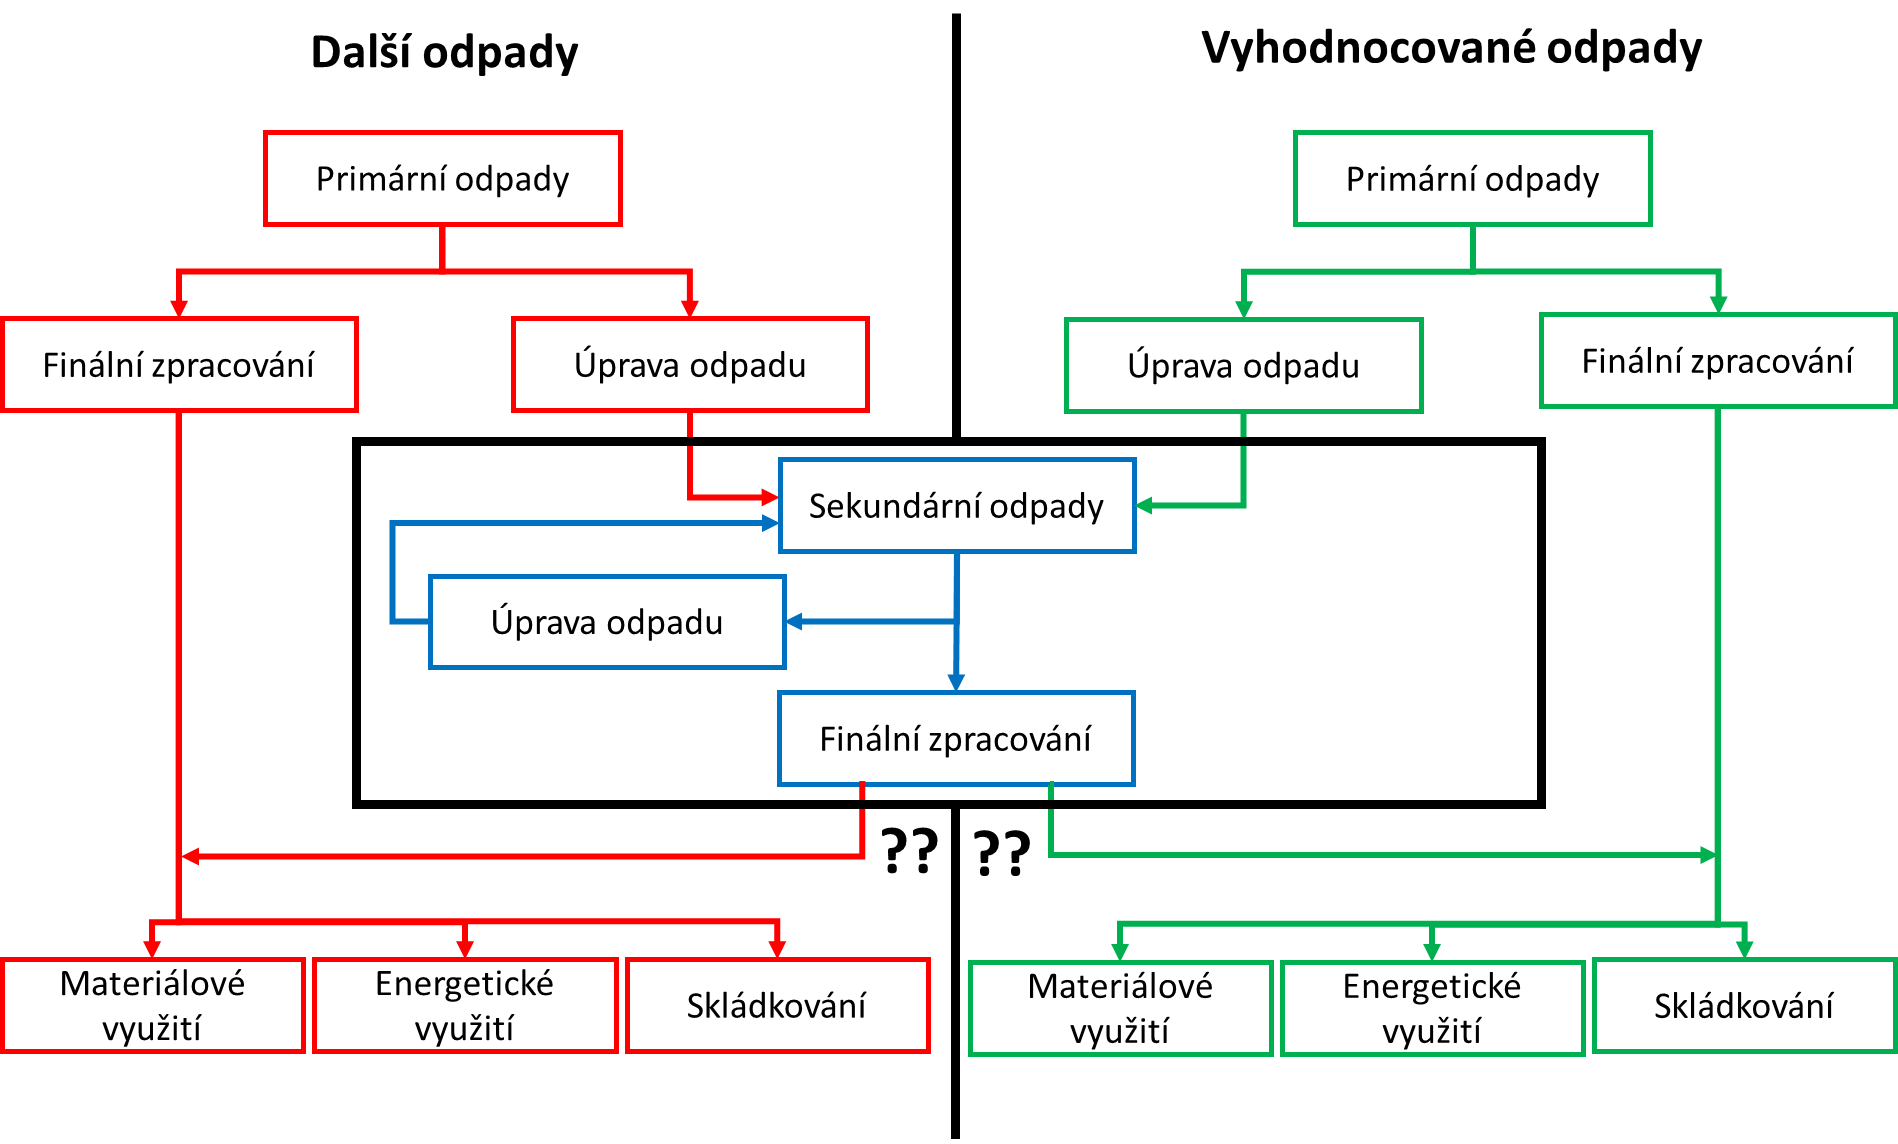 Další odpady
Vyhodnocované odpady
Primární odpady
Primární odpady
Finální zpracování
Úprava odpadu
Úprava odpadu
Finální zpracování
Sekundární odpady
Úprava odpadu
Finální zpracování
??
??
Materiálové
využití
Energetické
využití
Skládkování
Materiálové
využití
Energetické
využití
Skládkování